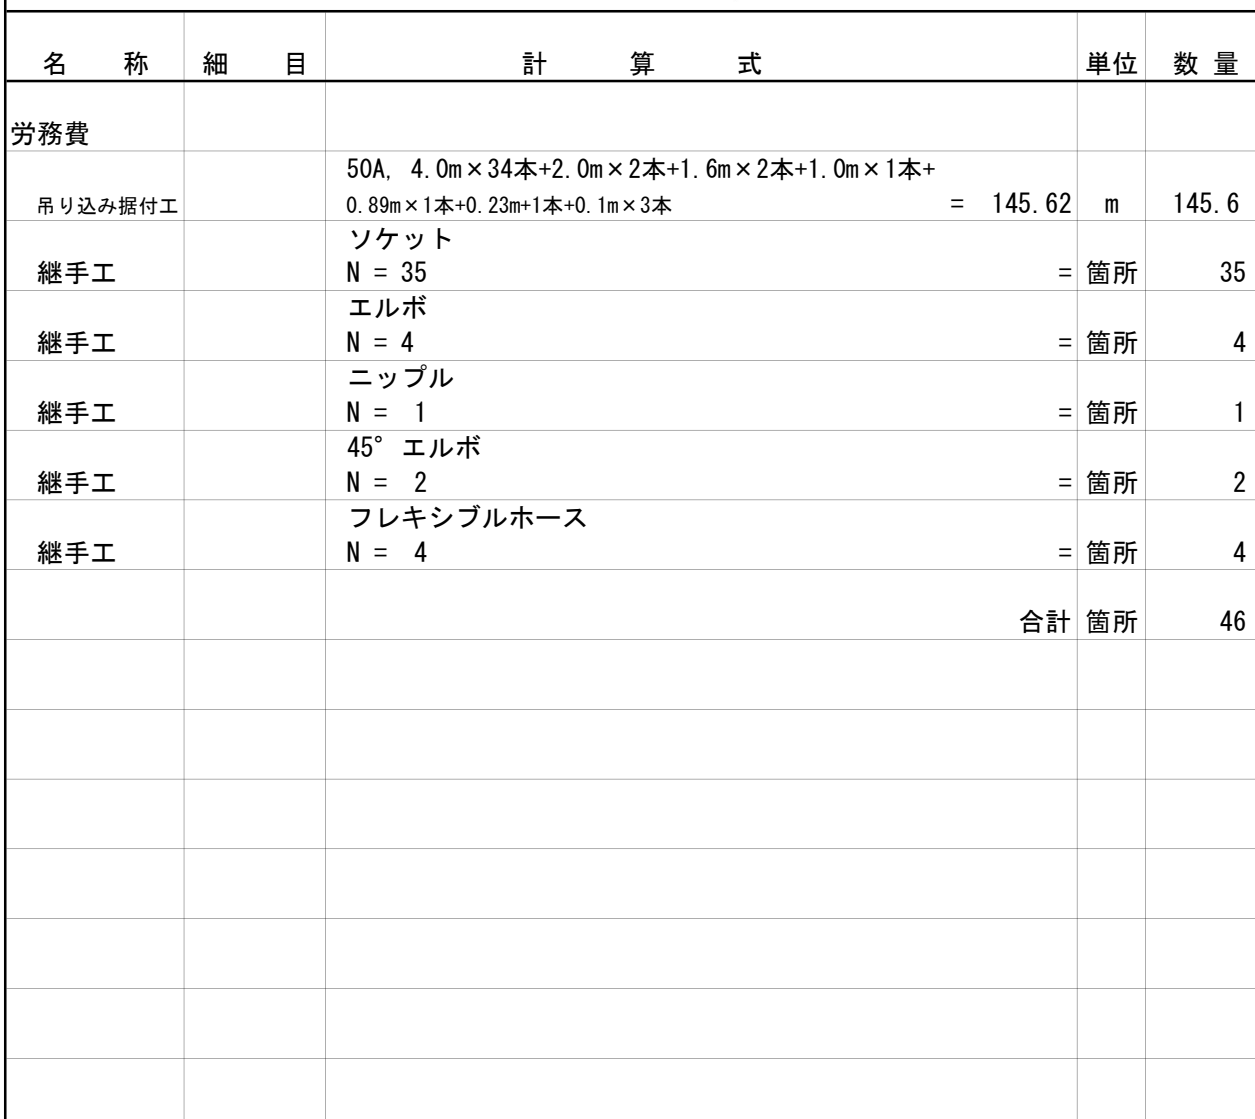 名 称 細 目 計 算 式 単位 数 量
労務費
50A, 4.0m×34本+2.0m×2本+1.6m×2本+1.0m×1本+
吊り込み据付工 0.89m×1本+0.23m+1本+0.1m×3本 = 145.62 m 145.6
ソケット
継手工 N = 35 = 箇所 35
エルボ
継手工 N = 4 = 箇所 4
ニップル
継手工 N = 1 = 箇所 1
45°エルボ
継手工 N = 2 = 箇所 2
フレキシブルホース
継手工 N = 4 = 箇所 4
合計 箇所 46